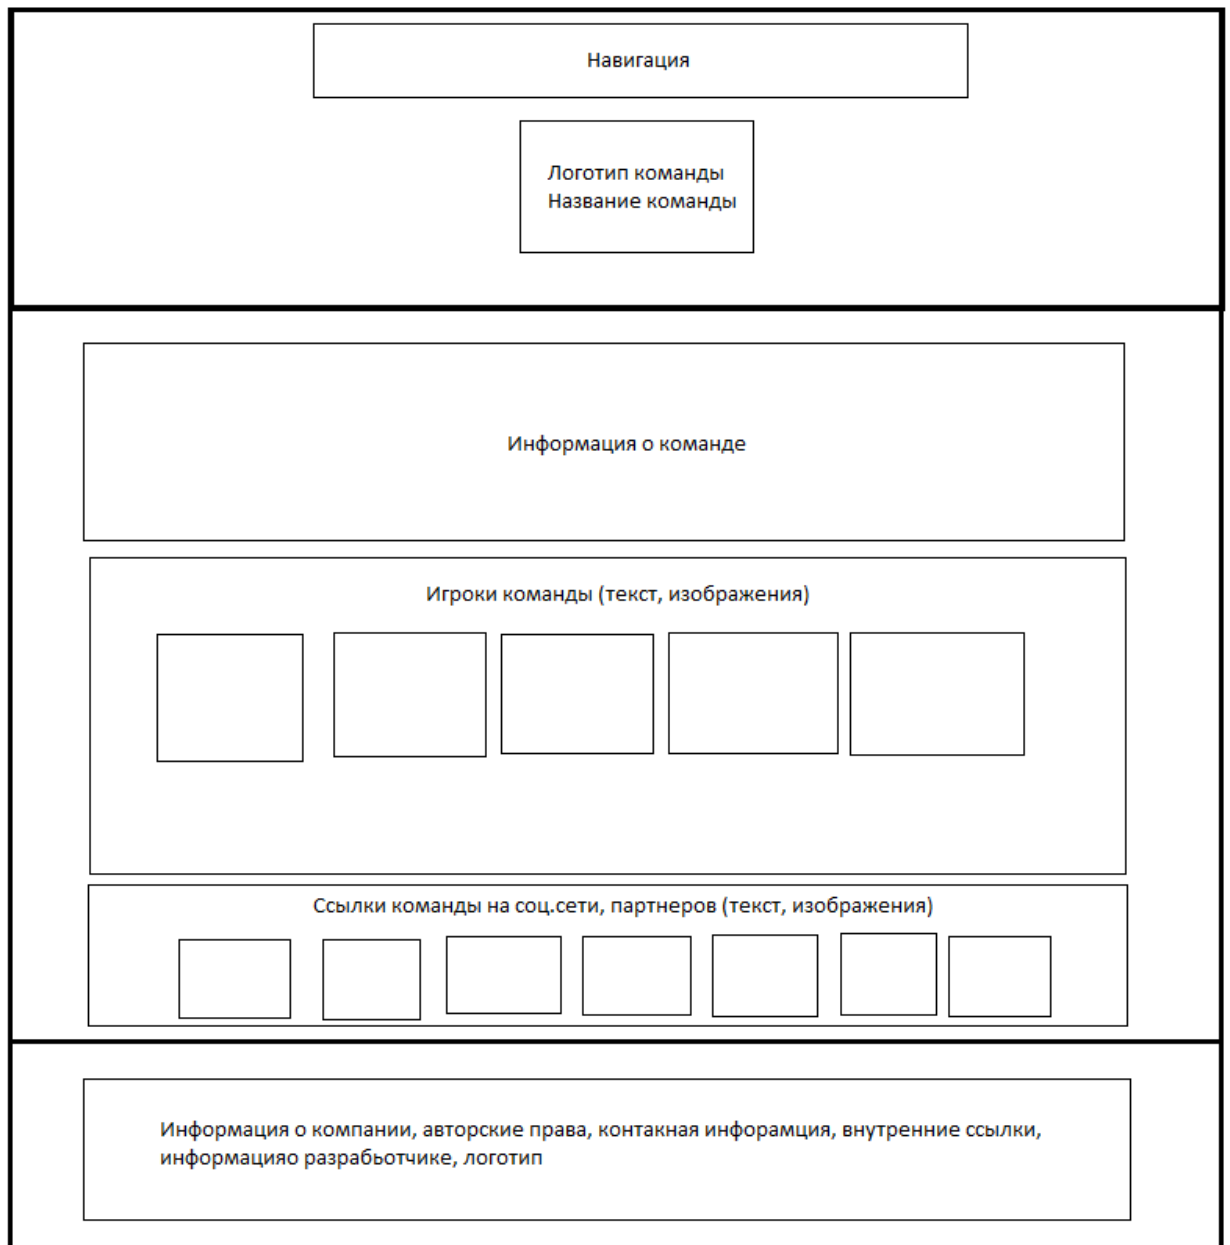 Навигация
Логотип команды
Название команды
Информация о команде
Игроки команды (текст, изображения)
Ссылки команды на соц.сети, партнеров (текст, изображения)
Информация о компании, авторские права, контакная инфорамция, внутренние ссылки,
информацияо разрабьотчике, логотип